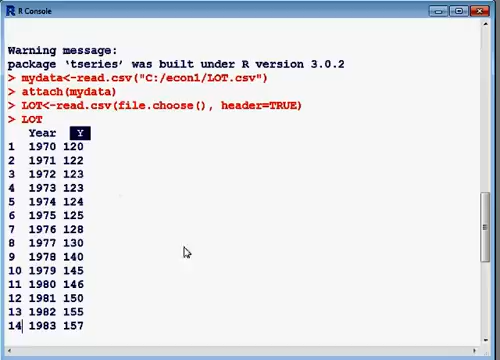 R Console
Warning message:
package 'tseries' was built under R version 3.0.2
> mydata<-read.csv("C:/econ1/LOT.csv")
> attach(mydata)
> LOT<-read.csv(file.choose(), header=TRUE)
> LOT
Year Y
1 1970 120
2 1971 122
3 1972 123
4 1973 123
5 1974 124
6 1975 125
7 1976 128
8 1977 130
9 1978 140
10 1979 145
11 1980 146
12 1981 150
13 1982 155
14 1983 157